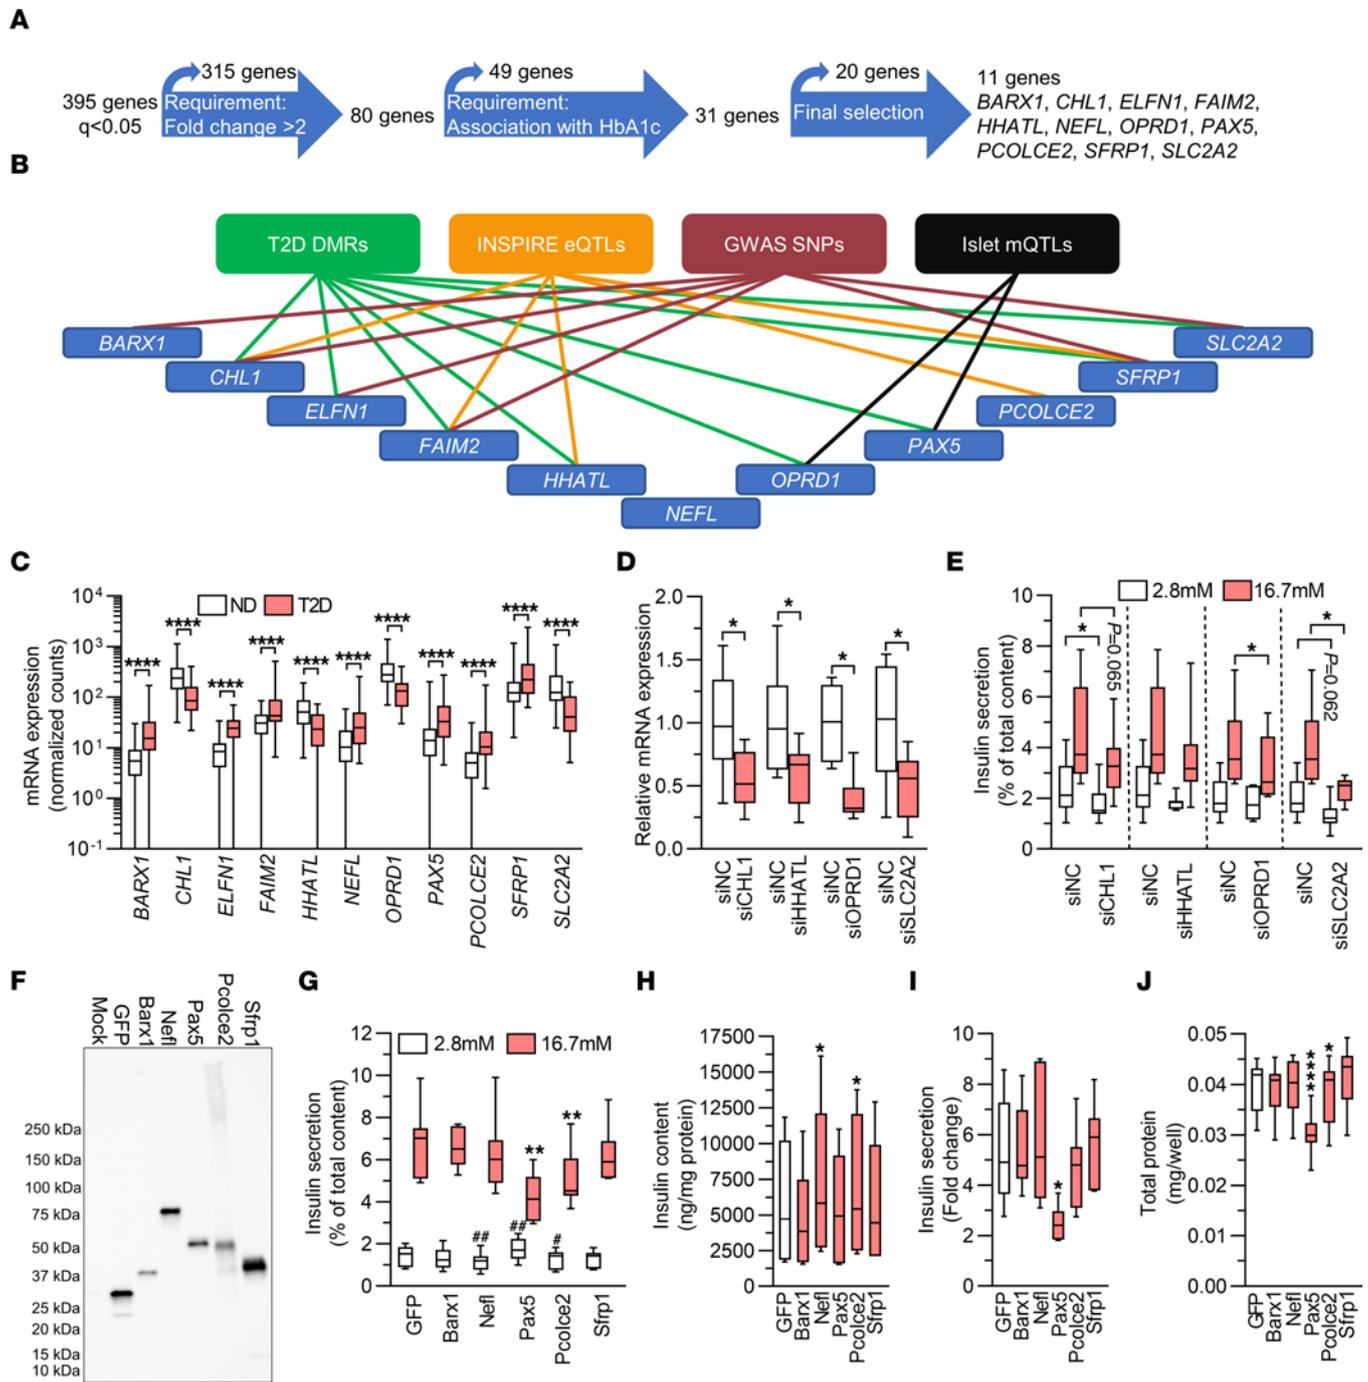 A
315 genes
49 genes
20 genes
395 genes
q<0.05
Requirement:
Fold change >2
80 genes
Requirement:
Association with HbA1c
31 genes
Final selection
11 genes
BARX1, CHL1, ELFN1, FAIM2,
HHATL, NEFL, OPRD1, PAX5,
PCOLCE2, SFRP1, SLC2A2
B
T2D DMRs
INSPIRE eQTLs
GWAS SNPs
Islet mQTLs
BARX1
CHL1
ELFN1
FAIM2
HHATL
NEFL
OPRD1
PAX5
PCOLCE2
SFRP1
SLC2A2
C
mRNA expression
(normalized counts)
10⁴
10³
10²
10¹
10⁰
10⁻¹
ND
T2D
****
****
****
****
****
****
****
****
****
****
****
BARX1
CHL1
ELFN1
FAIM2
HHATL
NEFL
OPRD1
PAX5
PCOLCE2
SFRP1
SLC2A2
D
Relative mRNA expression
2.0
1.5
1.0
0.5
0.0
*
*
*
*
siNC
siCHL1
siNC
siHHATL
siNC
siOPRD1
siNC
siSLC2A2
E
Insulin secretion
(% of total content)
10
8
6
4
2
0
2.8mM
16.7mM
*
P=0.065
*
*
P=0.062
siNC
siCHL1
siNC
siHHATL
siNC
siOPRD1
siNC
siSLC2A2
F
Mock
GFP
Barx1
Nefl
Pax5
Pcolce2
Sfrp1
250 kDa
150 kDa
100 kDa
75 kDa
50 kDa
37 kDa
25 kDa
20 kDa
15 kDa
10 kDa
G
Insulin secretion
(% of total content)
12
10
8
6
4
2
0
2.8mM
16.7mM
##
##
**
#
**
GFP
Barx1
Nefl
Pax5
Pcolce2
Sfrp1
H
Insulin content
(ng/mg protein)
17500
15000
12500
10000
7500
5000
2500
0
*
*
GFP
Barx1
Nefl
Pax5
Pcolce2
Sfrp1
I
Insulin secretion
(Fold change)
10
8
6
4
2
0
*
GFP
Barx1
Nefl
Pax5
Pcolce2
Sfrp1
J
Total protein
(mg/well)
0.05
0.04
0.03
0.02
0.01
0.00
****
*
GFP
Barx1
Nefl
Pax5
Pcolce2
Sfrp1